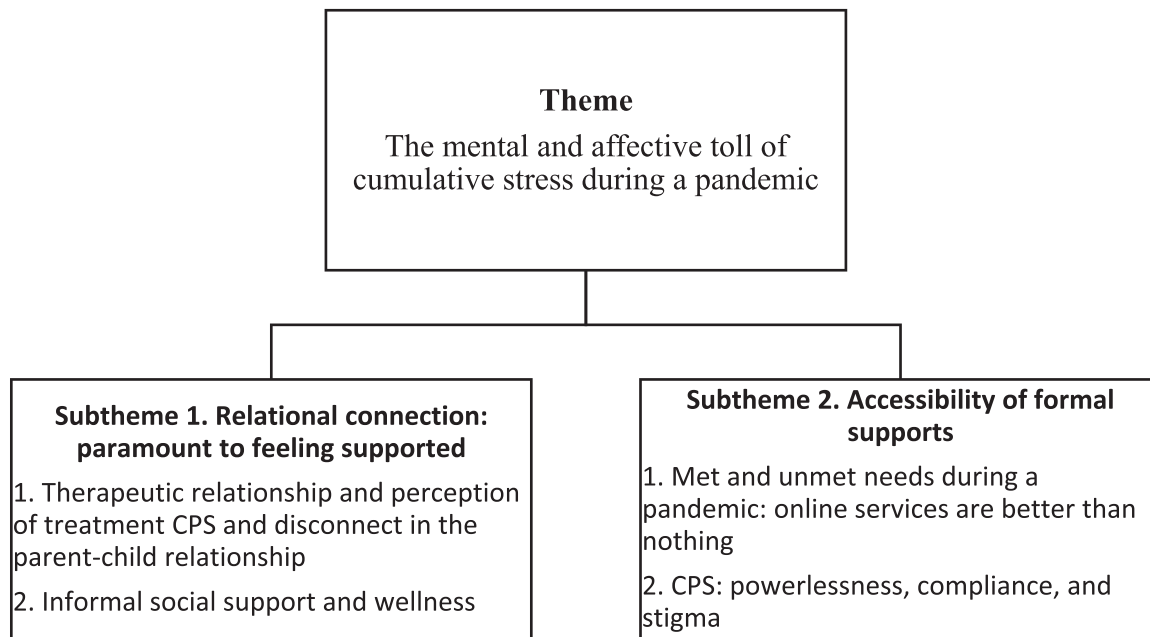 Theme
The mental and affective toll of
cumulative stress during a pandemic
Subtheme 1. Relational connection:
paramount to feeling supported
1. Therapeutic relationship and perception
of treatment CPS and disconnect in the
parent-child relationship
2. Informal social support and wellness
Subtheme 2. Accessibility of formal
supports
1. Met and unmet needs during a
pandemic: online services are better than
nothing
2. CPS: powerlessness, compliance, and
stigma